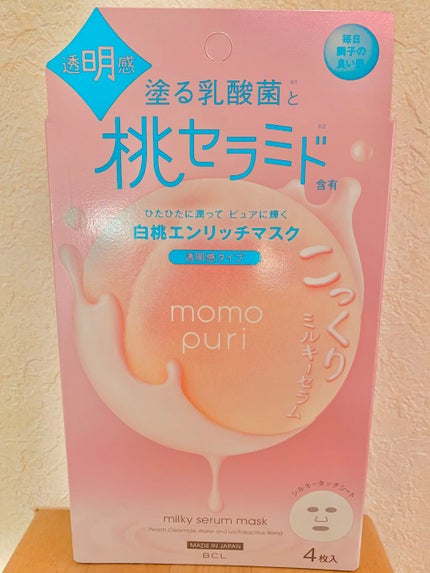 透明感
毎日
調子の
良い肌
塗る乳酸菌※1と
桃セラミド※2
含有
ひたひたに潤って ピュアに輝く
白桃エンリッチマスク
透明感タイプ
こっくり
ミルキーセラム
momo
puri
シルキータッチシート
milky serum mask
Peach Ceramide Water and Lactobacillus Blend
MADE IN JAPAN
BCL
4枚入